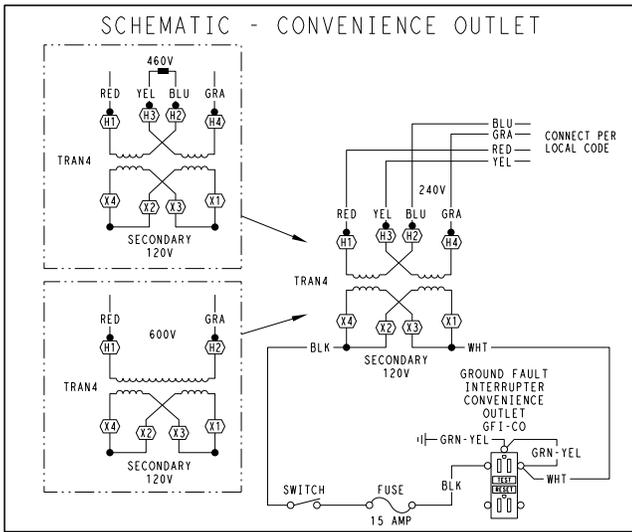 SCHEMATIC - CONVENIENCE OUTLET
460V
RED YEL BLU GRA
H1 H3 H2 H4
TRAN4
X4 X2 X3 X1
SECONDARY
120V
RED GRA
600V
H1 H2
TRAN4
X4 X2 X3 X1
SECONDARY
120V
BLU
GRA
RED
YEL
CONNECT PER
LOCAL CODE
240V
RED YEL BLU GRA
H1 H3 H2 H4
TRAN4
X4 X2 X3 X1
BLK
WHT
SECONDARY
120V
GROUND FAULT
INTERRUPTER
CONVENIENCE
OUTLET
GFI-CO
GRN-YEL
GRN-YEL
WHT
BLK
TEST
RESET
SWITCH
FUSE
15 AMP